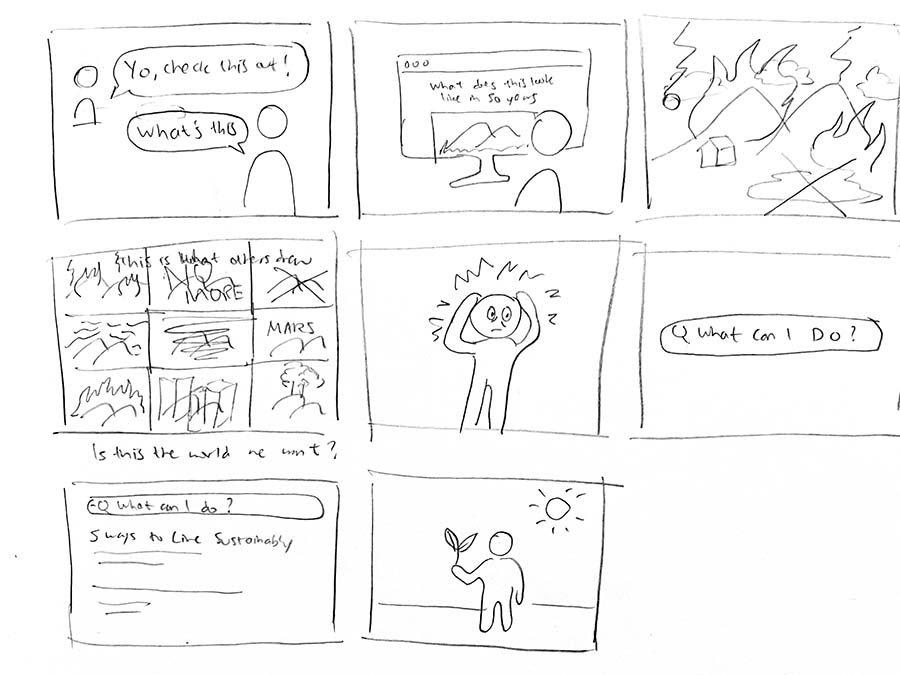 Yo, check this out!
What's this
What does this look
like in 50 years
This is what others draw
NO
MORE
MARS
Is this the world we want?
Q What can I Do?
Q What can I do?
5 ways to Live Sustainably